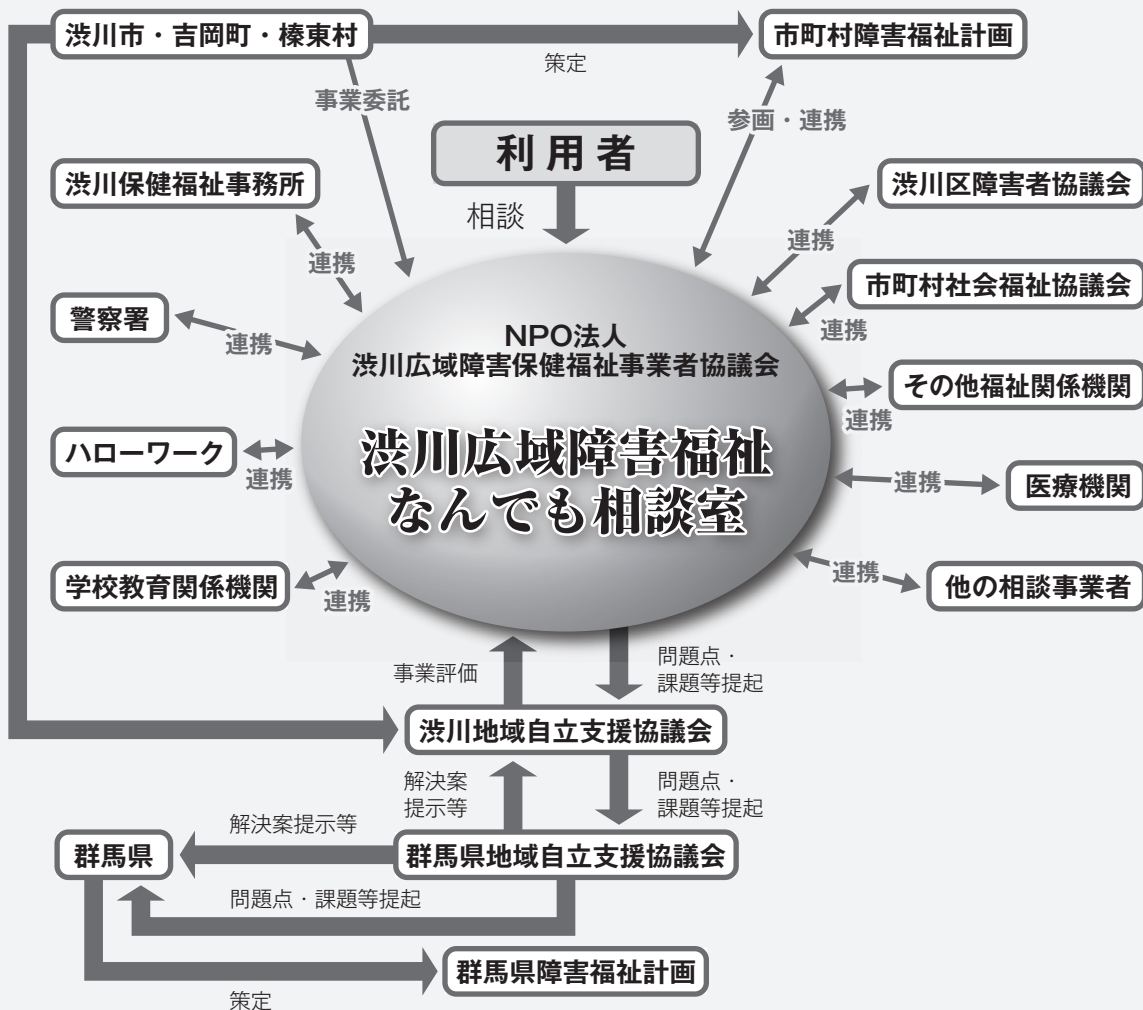 渋川市・吉岡町・榛東村
策定
市町村障害福祉計画
事業委託
参画・連携
利用者
相談
渋川保健福祉事務所
連携
渋川区障害者協議会
連携
警察署
連携
市町村社会福祉協議会
連携
NPO法人
渋川広域障害保健福祉事業者協議会
その他福祉関係機関
連携
渋川広域障害福祉
なんでも相談室
ハローワーク
連携
医療機関
連携
学校教育関係機関
連携
他の相談事業者
連携
事業評価
問題点・
課題等提起
渋川地域自立支援協議会
解決案
提示等
問題点・
課題等提起
解決案提示等
群馬県
群馬県地域自立支援協議会
問題点・課題等提起
群馬県障害福祉計画
策定